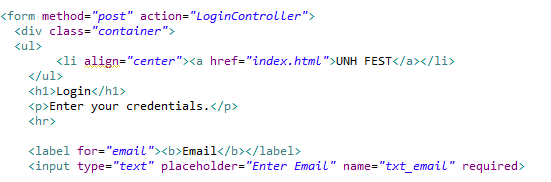 <form method="post" action="LoginController">
<div class="container">
<ul>
<li align="center"><a href="index.html">UNH FEST</a></li>
</ul>
<h1>Login</h1>
<p>Enter your credentials.</p>
<hr>
<label for="email"><b>Email</b></label>
<input type="text" placeholder="Enter Email" name="txt_email" required>